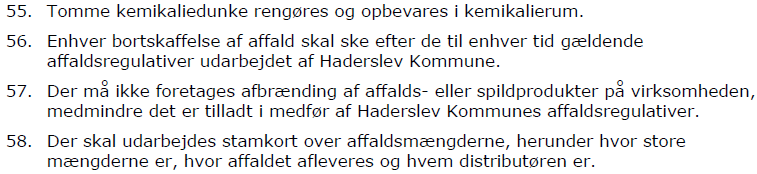 55. Tomme kemikaliedunke rengøres og opbevares i kemikalierum.
56. Enhver bortskaffelse af affald skal ske efter de til enhver tid gældende
affaldsregulativer udarbejdet af Haderslev Kommune.
57. Der må ikke foretages afbrænding af affalds- eller spildprodukter på virksomheden,
medmindre det er tilladt i medfør af Haderslev Kommunes affaldsregulativer.
58. Der skal udarbejdes stamkort over affaldsmængderne, herunder hvor store
mængderne er, hvor affaldet afleveres og hvem distributøren er.